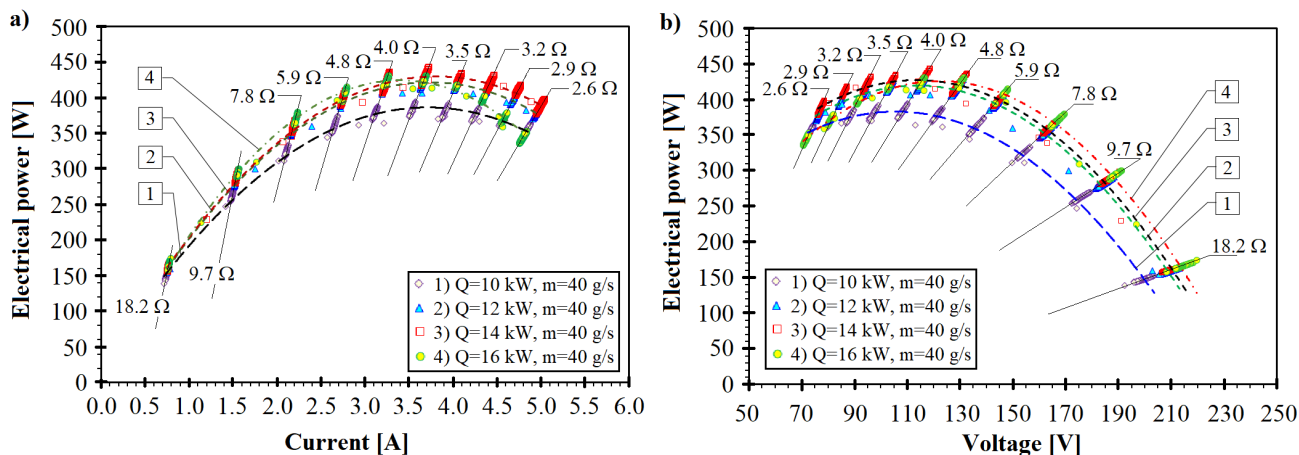 a)
Electrical power [W]
500
450
400
350
300
250
200
150
100
50
0
0.0 0.5 1.0 1.5 2.0 2.5 3.0 3.5 4.0 4.5 5.0 5.5 6.0
Current [A]
4.0 Ω
3.5 Ω
3.2 Ω
4.8 Ω
2.9 Ω
5.9 Ω
2.6 Ω
7.8 Ω
4
3
2
1
9.7 Ω
18.2 Ω
1) Q=10 kW, m=40 g/s
2) Q=12 kW, m=40 g/s
3) Q=14 kW, m=40 g/s
4) Q=16 kW, m=40 g/s
b)
Electrical power [W]
500
450
400
350
300
250
200
150
100
50
0
50 70 90 110 130 150 170 190 210 230 250
Voltage [V]
4.0 Ω
3.5 Ω
3.2 Ω
4.8 Ω
2.9 Ω
2.6 Ω
5.9 Ω
7.8 Ω
4
3
9.7 Ω
2
1
18.2 Ω
1) Q=10 kW, m=40 g/s
2) Q=12 kW, m=40 g/s
3) Q=14 kW, m=40 g/s
4) Q=16 kW, m=40 g/s